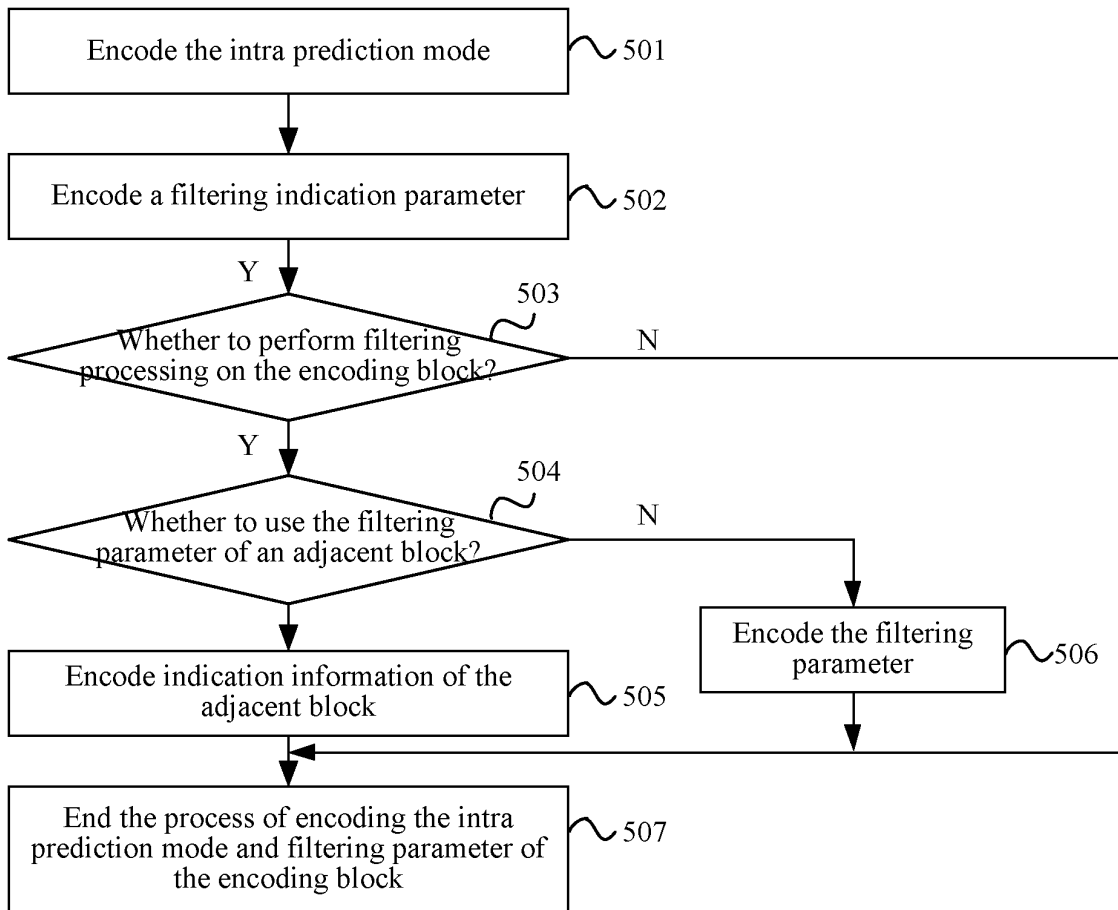 Encode the intra prediction mode
501
Encode a filtering indication parameter
502
Y
503
Whether to perform filtering
processing on the encoding block?
N
Y
504
Whether to use the filtering
parameter of an adjacent block?
N
Encode the filtering
parameter
506
Encode indication information of the
adjacent block
505
End the process of encoding the intra
prediction mode and filtering parameter of
the encoding block
507